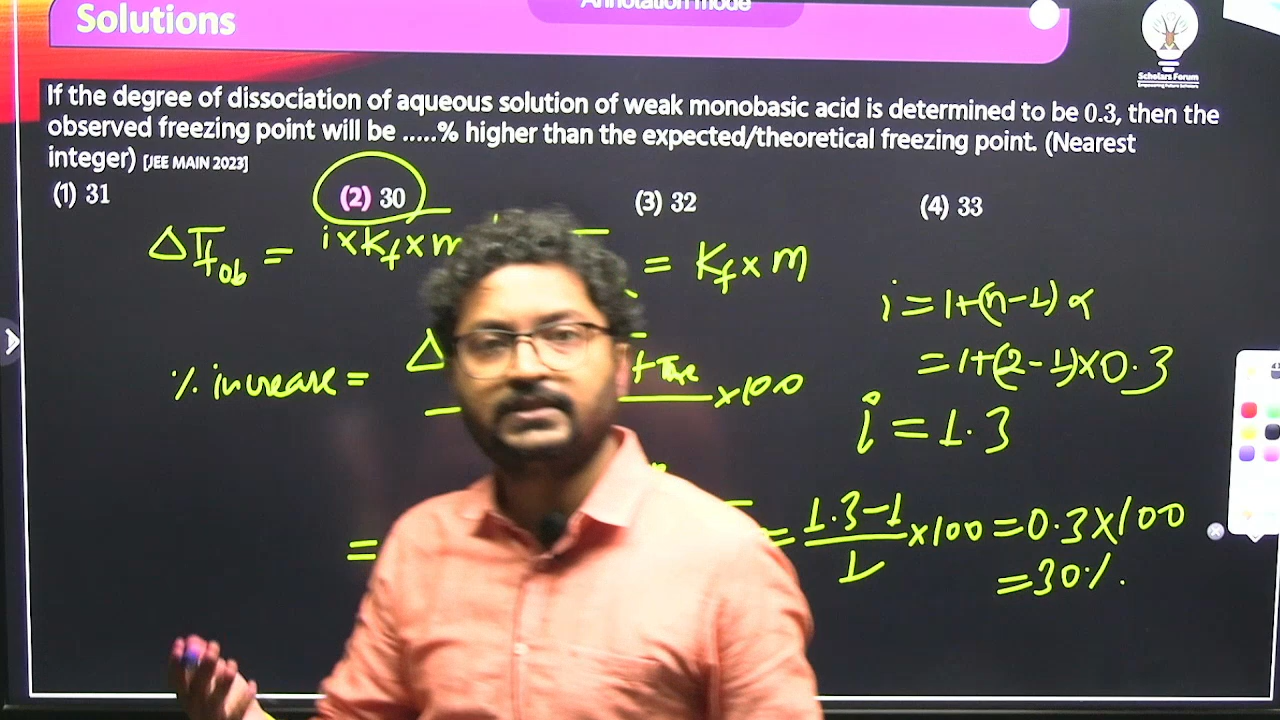 Annotation mode
Solutions
Scholars Forum
If the degree of dissociation of aqueous solution of weak monobasic acid is determined to be 0.3, then the
observed freezing point will be .....% higher than the expected/theoretical freezing point. (Nearest
integer) [JEE MAIN 2023]
(1) 31 (2) 30 (3) 32 (4) 33
ΔTf ob = i × Kf × m = Kf × m
i = 1+(n-1) α
= 1+(2-1)×0.3
i = 1.3
% increase = Δ ×100
= = 1.3-1/1 ×100 = 0.3×100
= 30%.